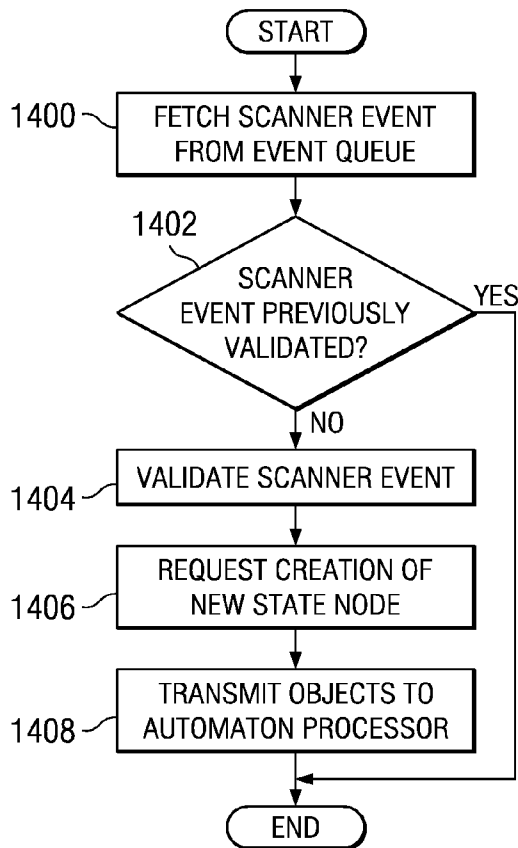 START
1400
FETCH SCANNER EVENT
FROM EVENT QUEUE
1402
SCANNER
EVENT PREVIOUSLY
VALIDATED?
YES
NO
1404
VALIDATE SCANNER EVENT
1406
REQUEST CREATION OF
NEW STATE NODE
1408
TRANSMIT OBJECTS TO
AUTOMATON PROCESSOR
END